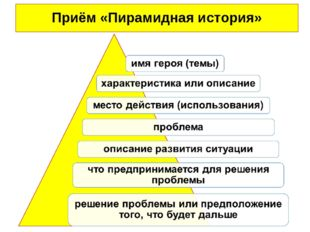 Приём «Пирамидная история»
имя героя (темы)
характеристика или описание
место действия (использования)
проблема
описание развития ситуации
что предпринимается для решения
проблемы
решение проблемы или предположение
того, что будет дальше